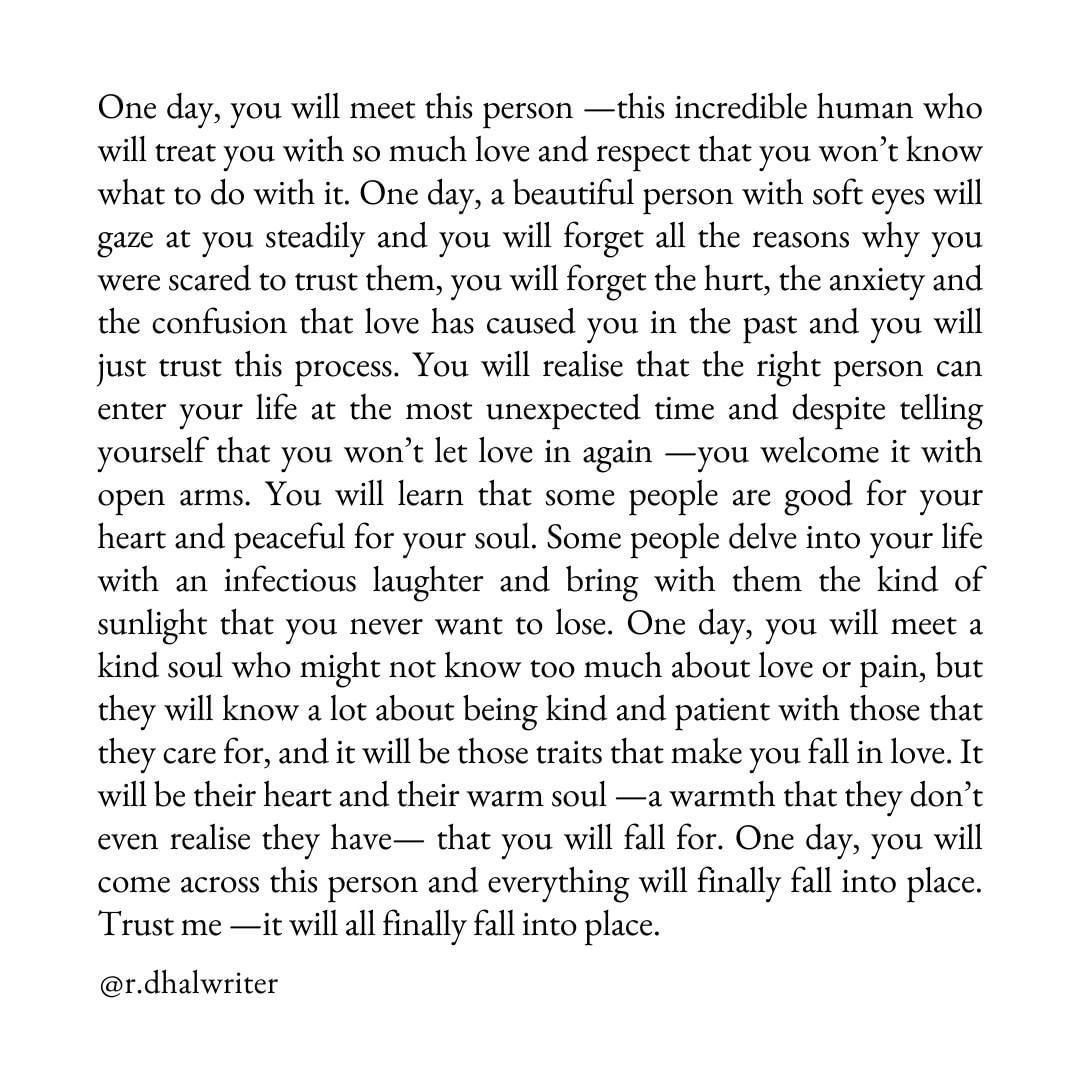 One day, you will meet this person —this incredible human who
will treat you with so much love and respect that you won’t know
what to do with it. One day, a beautiful person with soft eyes will
gaze at you steadily and you will forget all the reasons why you
were scared to trust them, you will forget the hurt, the anxiety and
the confusion that love has caused you in the past and you will
just trust this process. You will realise that the right person can
enter your life at the most unexpected time and despite telling
yourself that you won’t let love in again —you welcome it with
open arms. You will learn that some people are good for your
heart and peaceful for your soul. Some people delve into your life
with an infectious laughter and bring with them the kind of
sunlight that you never want to lose. One day, you will meet a
kind soul who might not know too much about love or pain, but
they will know a lot about being kind and patient with those that
they care for, and it will be those traits that make you fall in love. It
will be their heart and their warm soul —a warmth that they don’t
even realise they have— that you will fall for. One day, you will
come across this person and everything will finally fall into place.
Trust me —it will all finally fall into place.
@r.dhalwriter